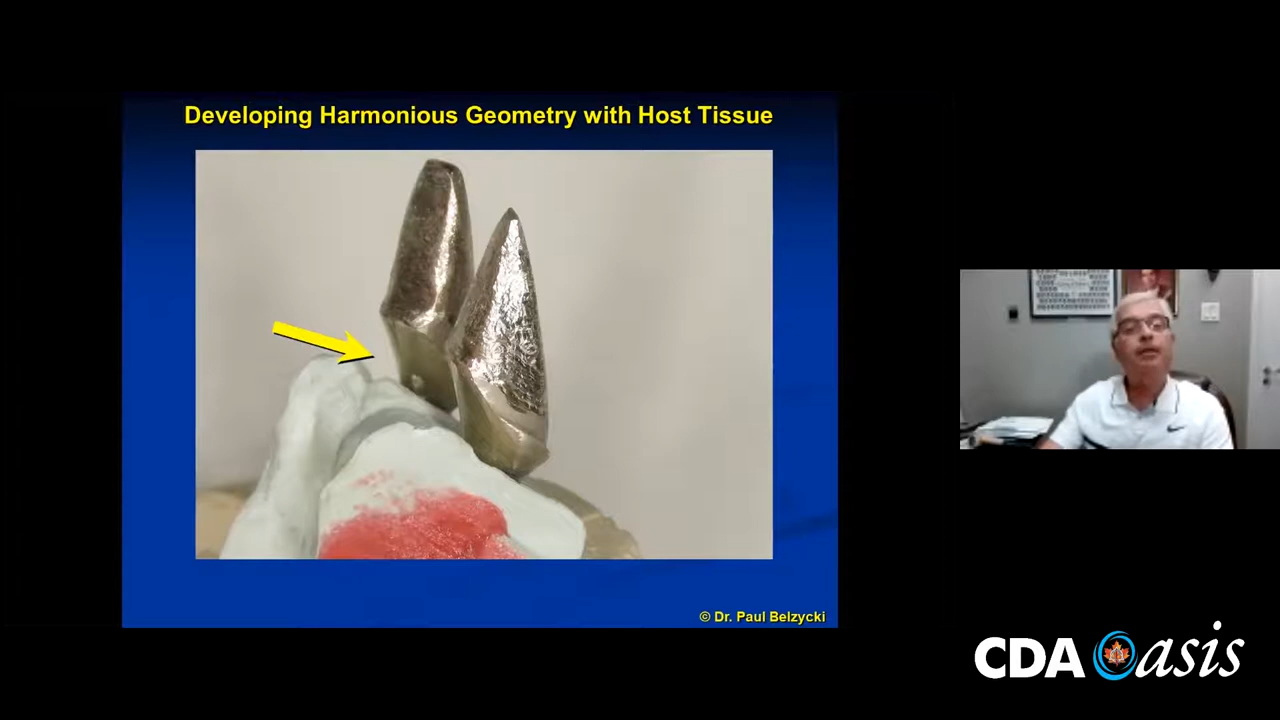 Developing Harmonious Geometry with Host Tissue
© Dr. Paul Belzycki
CDA Oasis